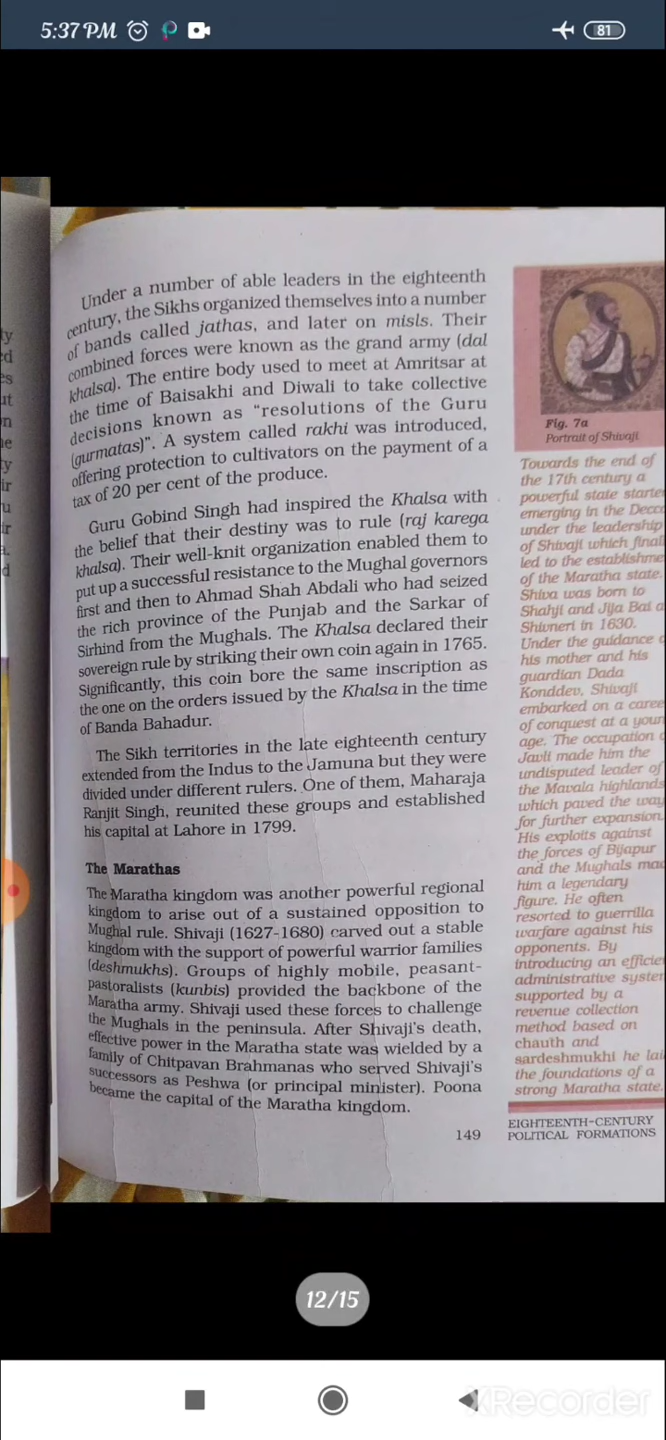 5:37 PM
81
Under a number of able leaders in the eighteenth
century, the Sikhs organized themselves into a number
of bands called jathas, and later on misls. Their
combined forces were known as the grand army (dal
khalsa). The entire body used to meet at Amritsar at
the time of Baisakhi and Diwali to take collective
decisions known as “resolutions of the Guru
(gurmatas)”. A system called rakhi was introduced,
offering protection to cultivators on the payment of a
tax of 20 per cent of the produce.
Guru Gobind Singh had inspired the Khalsa with
the belief that their destiny was to rule (raj karega
khalsa). Their well-knit organization enabled them to
put up a successful resistance to the Mughal governors
first and then to Ahmad Shah Abdali who had seized
the rich province of the Punjab and the Sarkar of
Sirhind from the Mughals. The Khalsa declared their
sovereign rule by striking their own coin again in 1765.
Significantly, this coin bore the same inscription as
the one on the orders issued by the Khalsa in the time
of Banda Bahadur.
The Sikh territories in the late eighteenth century
extended from the Indus to the Jamuna but they were
divided under different rulers. One of them, Maharaja
Ranjit Singh, reunited these groups and established
his capital at Lahore in 1799.
The Marathas
The Maratha kingdom was another powerful regional
kingdom to arise out of a sustained opposition to
Mughal rule. Shivaji (1627-1680) carved out a stable
kingdom with the support of powerful warrior families
(deshmukhs). Groups of highly mobile, peasant-
pastoralists (kunbis) provided the backbone of the
Maratha army. Shivaji used these forces to challenge
the Mughals in the peninsula. After Shivaji's death,
effective power in the Maratha state was wielded by a
family of Chitpavan Brahmanas who served Shivaji's
successors as Peshwa (or principal minister). Poona
became the capital of the Maratha kingdom.
149
Fig. 7a
Portrait of Shivaji
Towards the end of
the 17th century a
powerful state starte
emerging in the Decc
under the leadership
of Shivaji which final
led to the establishme
of the Maratha state.
Shiva was born to
Shahji and Jija Bai a
Shivneri in 1630.
Under the guidance o
his mother and his
guardian Dada
Konddev, Shivaji
embarked on a caree
of conquest at a youn
age. The occupation o
Javli made him the
undisputed leader of
the Mavala highlands
which paved the way
for further expansion.
His exploits against
the forces of Bijapur
and the Mughals mad
him a legendary
figure. He often
resorted to guerrilla
warfare against his
opponents. By
introducing an efficie
administrative system
supported by a
revenue collection
method based on
chauth and
sardeshmukhi he lai
the foundations of a
strong Maratha state.
EIGHTEENTH-CENTURY
POLITICAL FORMATIONS
12/15
XRecorder